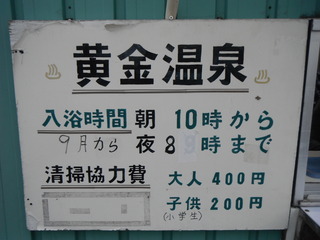 ♨ 黄金温泉 ♨
入浴時間 朝 10時から
9月から 夜 8時まで
清掃協力費 大人 400円
子供 200円
(小学生)